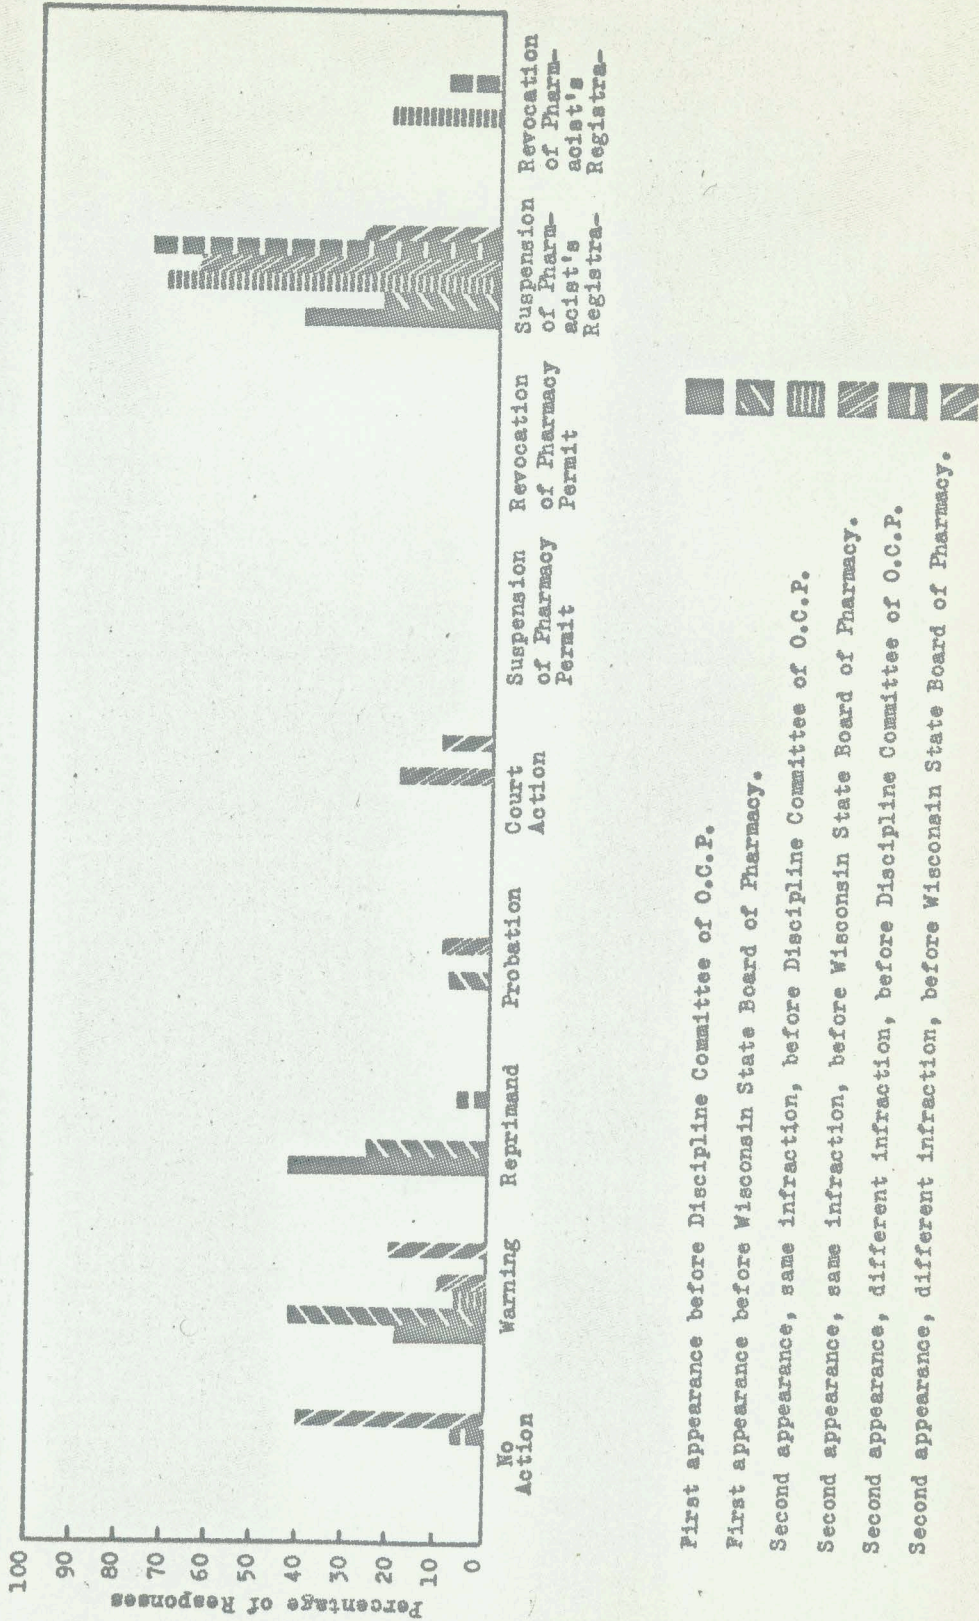 Percentage of Responses
100
90
80
70
60
50
40
30
20
10
0
No
Action
Warning
Reprimand
Probation
Court
Action
Suspension
of Pharmacy
Permit
Revocation
of Pharmacy
Permit
Suspension
of Pharm-
acist's
Registra-
Revocation
of Pharm-
acist's
Registra-
First appearance before Discipline Committee of O.C.P.
First appearance before Wisconsin State Board of Pharmacy.
Second appearance, same infraction, before Discipline Committee of O.C.P.
Second appearance, same infraction, before Wisconsin State Board of Pharmacy.
Second appearance, different infraction, before Discipline Committee of O.C.P.
Second appearance, different infraction, before Wisconsin State Board of Pharmacy.